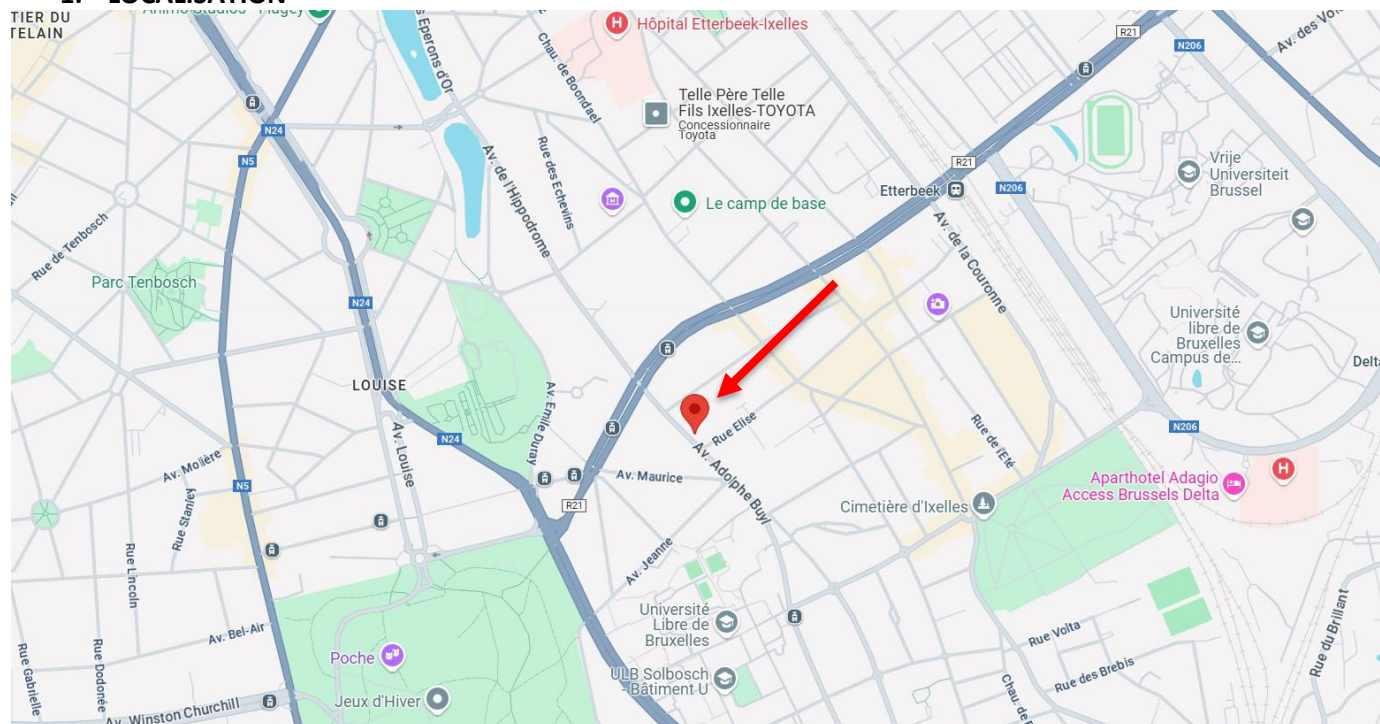 1. LOCALISATION
TIER DU
TELAIN
Hôpital Etterbeek-Ixelles
R21
N206
Av. des
Eperons d'Or
Chau. de Boondael
Telle Père Telle
Fils Ixelles-TOYOTA
Concessionnaire
Toyota
N24
N5
Av. de l'Hippodrome
Rue des Echevins
R21
Etterbeek
N206
Vrije
Universiteit
Brussel
Le camp de base
Rue de Tenbosch
Parc Tenbosch
Av. de la Couronne
N24
Université
libre de
Bruxelles
Campus de...
Delta
LOUISE
Av. Emile Duray
Rue Elise
Rue de l'Eté
N206
Av. Louise
N24
Av. Molière
N5
Rue Stanley
Av. Maurice
Av. Adolphe Buyl
R21
Cimetière d'Ixelles
Aparthotel Adagio
Access Brussels Delta
Rue Lincoln
Av. Jeanne
Université
Libre de
Bruxelles
Av. Bel-Air
Rue Volta
Rue du Brillant
Rue Gabrielle
Rue Dodonée
Poche
ULB Solbosch
- Bâtiment U
Rue des Brebis
Jeux d'Hiver
Chau. de
Av. Winston Churchill